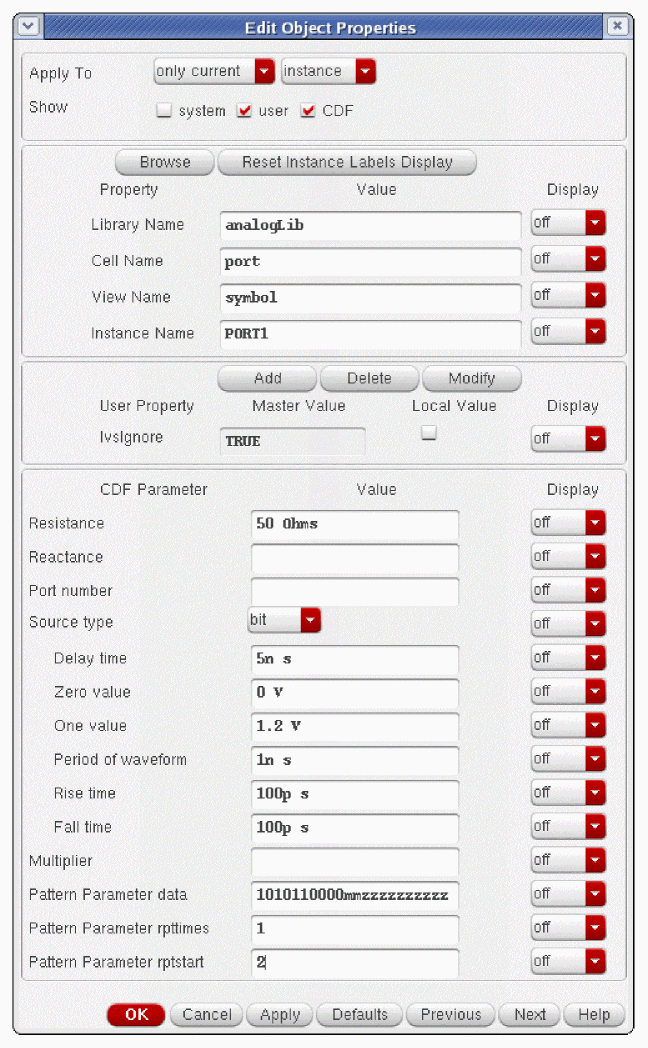 Edit Object Properties
Apply To only current instance
Show system user CDF
Browse Reset Instance Labels Display
Property Value Display
Library Name analogLib off
Cell Name port off
View Name symbol off
Instance Name PORT1 off
Add Delete Modify
User Property Master Value Local Value Display
lvsIgnore TRUE off
CDF Parameter Value Display
Resistance 50 Ohms off
Reactance off
Port number off
Source type bit off
Delay time 5n s off
Zero value 0 V off
One value 1.2 V off
Period of waveform 1n s off
Rise time 100p s off
Fall time 100p s off
Multiplier off
Pattern Parameter data 1010110000mmzzzzzzzzzz off
Pattern Parameter rpttimes 1 off
Pattern Parameter rptstart 2 off
OK Cancel Apply Defaults Previous Next Help